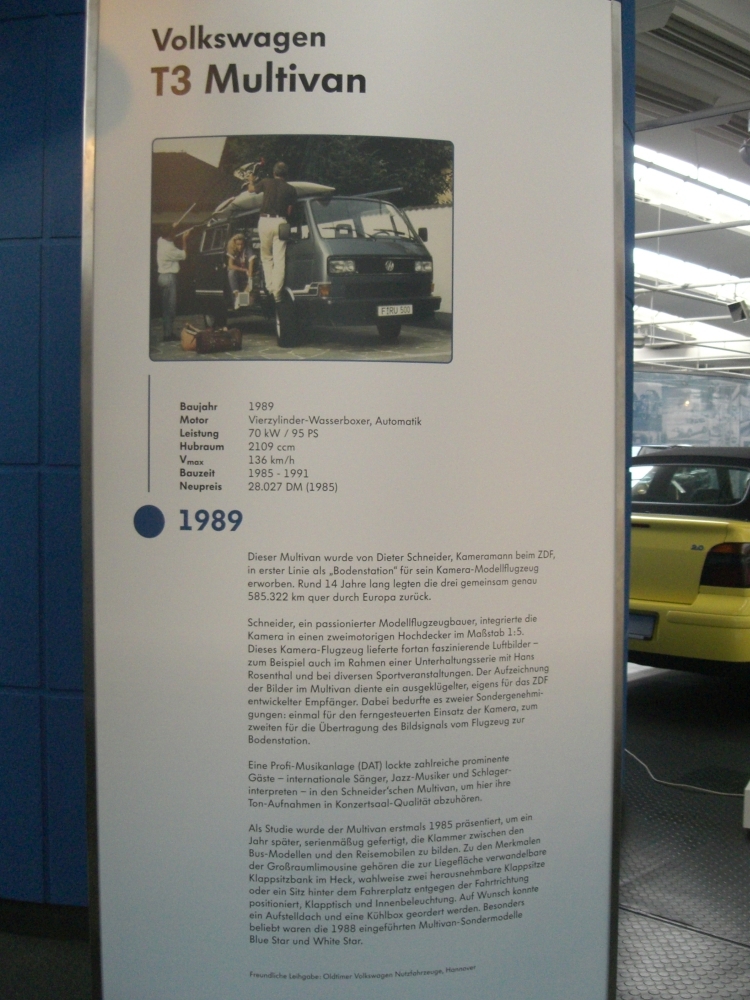 Volkswagen
T3 Multivan
F:RU 500
Baujahr 1989
Motor Vierzylinder-Wasserboxer, Automatik
Leistung 70 kW / 95 PS
Hubraum 2109 ccm
Vmax 136 km/h
Bauzeit 1985 - 1991
Neupreis 28.027 DM (1985)
1989
Dieser Multivan wurde von Dieter Schneider, Kameramann beim ZDF,
in erster Linie als „Bodenstation" für sein Kamera-Modellflugzeug
erworben. Rund 14 Jahre lang legten die drei gemeinsam genau
585.322 km quer durch Europa zurück.
Schneider, ein passionierter Modellflugzeugbauer, integrierte die
Kamera in einen zweimotorigen Hochdecker im Maßstab 1:5.
Dieses Kamera-Flugzeug lieferte fortan faszinierende Luftbilder –
zum Beispiel auch im Rahmen einer Unterhaltungsserie mit Hans
Rosenthal und bei diversen Sportveranstaltungen. Der Aufzeichnung
der Bilder im Multivan diente ein ausgeklügelter, eigens für das ZDF
entwickelter Empfänger. Dabei bedurfte es zweier Sondergenehmi-
gungen: einmal für den ferngesteuerten Einsatz der Kamera, zum
zweiten für die Übertragung des Bildsignals vom Flugzeug zur
Bodenstation.
Eine Profi-Musikanlage (DAT) lockte zahlreiche prominente
Gäste – internationale Sänger, Jazz-Musiker und Schlager-
interpreten – in den Schneider'schen Multivan, um hier ihre
Ton-Aufnahmen in Konzertsaal-Qualität abzuhören.
Als Studie wurde der Multivan erstmals 1985 präsentiert, um ein
Jahr später, serienmäßug gefertigt, die Klammer zwischen den
Bus-Modellen und den Reisemobilen zu bilden. Zu den Merkmalen
der Großraumlimousine gehören die zur Liegefläche verwandelbare
Klappsitzbank im Heck, wahlweise zwei herausnehmbare Klappsitze
oder ein Sitz hinter dem Fahrerplatz entgegen der Fahrtrichtung
positioniert, Klapptisch und Innenbeleuchtung. Auf Wunsch konnte
ein Aufstelldach und eine Kühlbox geordert werden. Besonders
beliebt waren die 1988 eingeführten Multivan-Sondermodelle
Blue Star und White Star.
Freundliche Leihgabe: Oldtimer Volkswagen Nutzfahrzeuge, Hannover
2.0